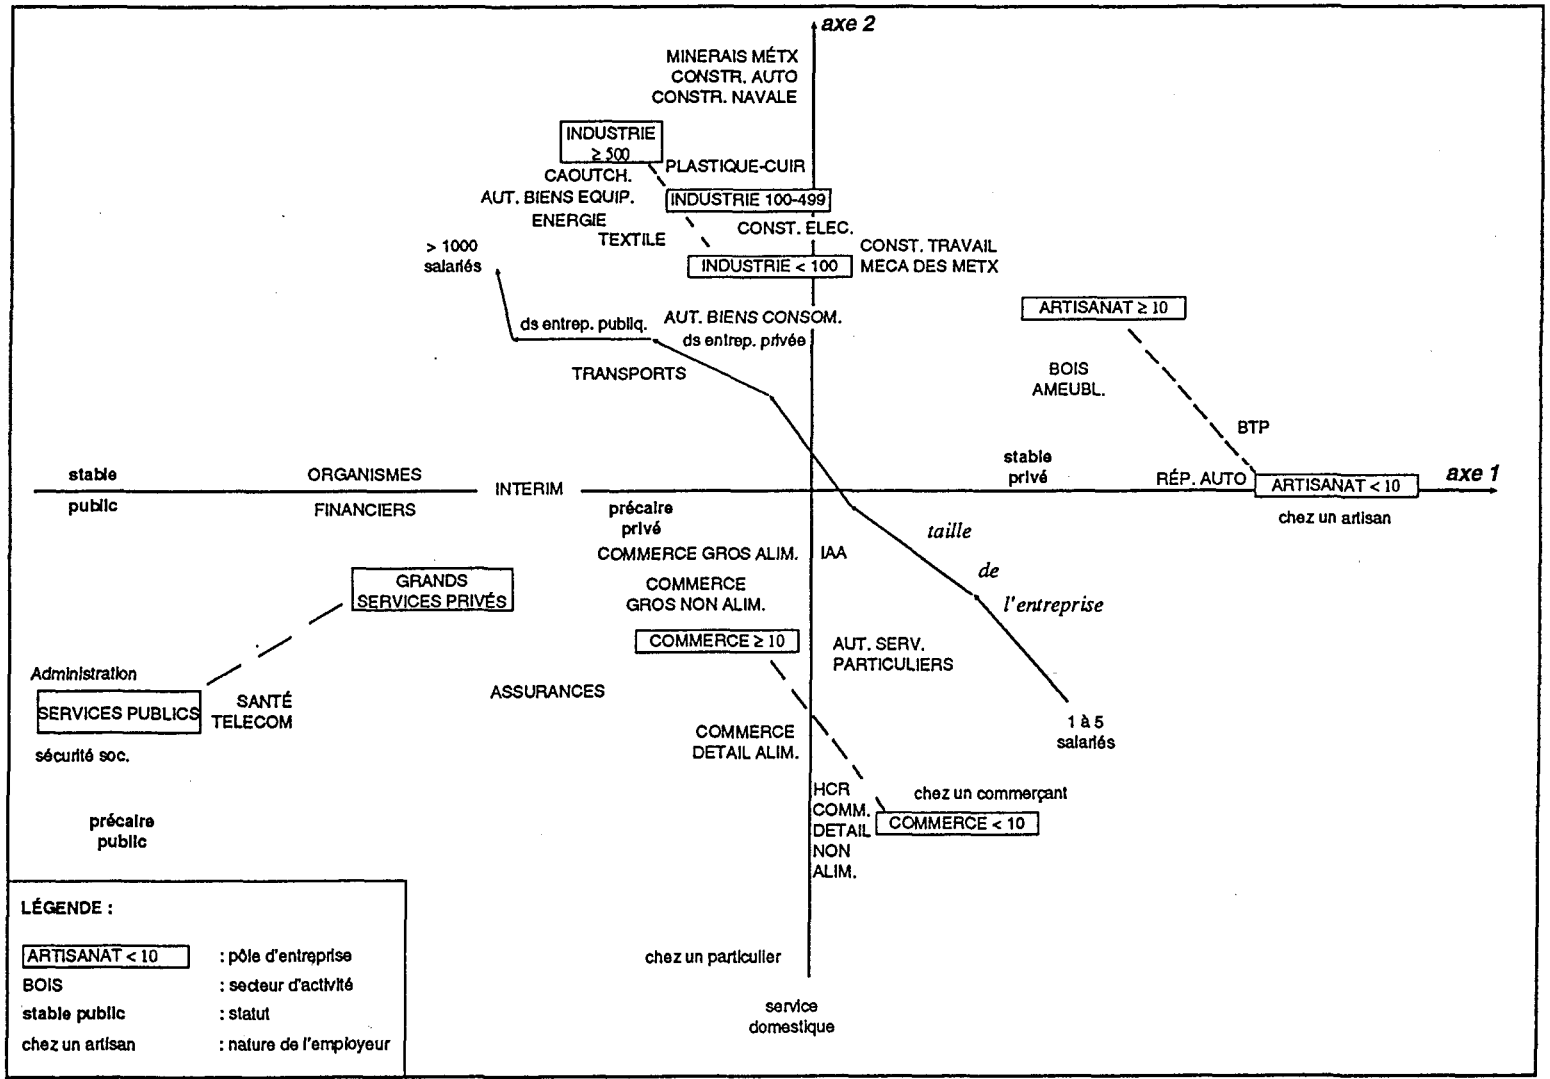 axe 2
MINERAIS MÉTX
CONSTR. AUTO
CONSTR. NAVALE
INDUSTRIE
≥ 500
PLASTIQUE-CUIR
CAOUTCH.
AUT. BIENS EQUIP.
INDUSTRIE 100-499
ENERGIE
CONST. ELEC.
TEXTILE
> 1000
salariés
CONST. TRAVAIL
MECA DES METX
INDUSTRIE < 100
ARTISANAT ≥ 10
ds entrep. publiq.
AUT. BIENS CONSOM.
ds entrep. privée
TRANSPORTS
BOIS
AMEUBL.
BTP
stable
public
ORGANISMES
FINANCIERS
INTERIM
précaire
privé
stable
privé
RÉP. AUTO
ARTISANAT < 10
axe 1
chez un artisan
taille
de
l'entreprise
COMMERCE GROS ALIM.
IAA
GRANDS
SERVICES PRIVÉS
COMMERCE
GROS NON ALIM.
COMMERCE ≥ 10
AUT. SERV.
PARTICULIERS
Administration
SERVICES PUBLICS
SANTÉ
TELECOM
ASSURANCES
sécurité soc.
COMMERCE
DETAIL ALIM.
1 à 5
salariés
HCR
COMM.
DETAIL
NON
ALIM.
chez un commerçant
COMMERCE < 10
précaire
public
LÉGENDE :
ARTISANAT < 10 : pôle d'entreprise
BOIS : secteur d'activité
stable public : statut
chez un artisan : nature de l'employeur
chez un particulier
service
domestique